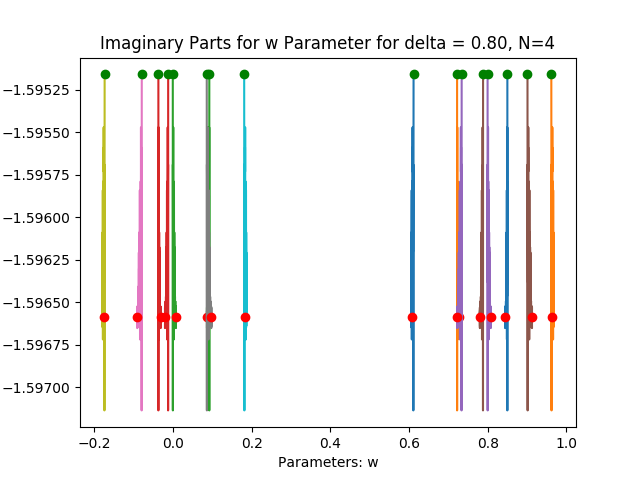 Imaginary Parts for w Parameter for delta = 0.80, N=4
−1.59525
−1.59550
−1.59575
−1.59600
−1.59625
−1.59650
−1.59675
−1.59700
−0.2 0.0 0.2 0.4 0.6 0.8 1.0
Parameters: w